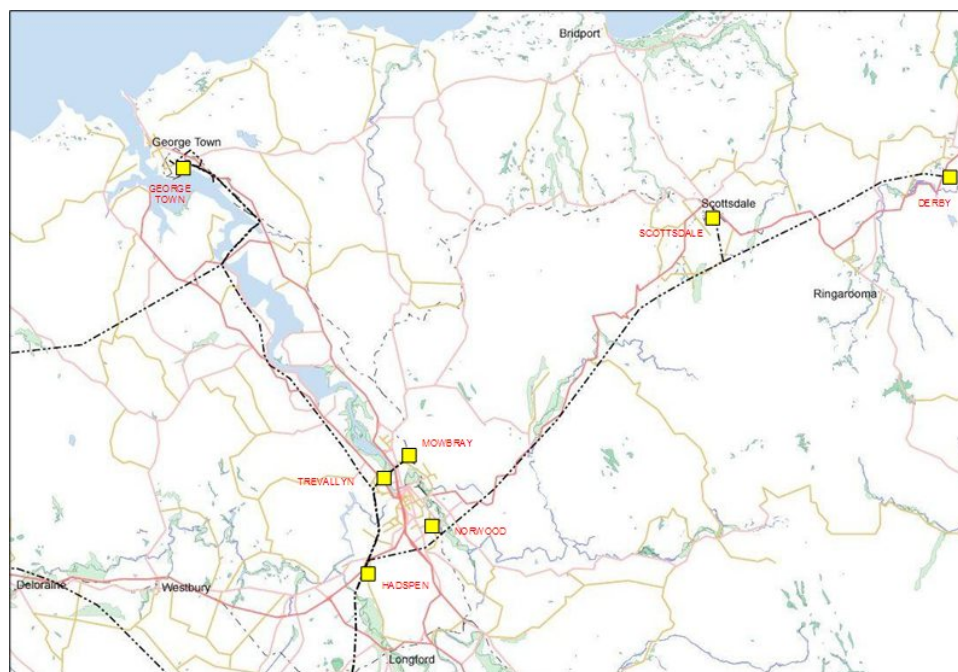 Bridport
George Town
GEORGE
TOWN
Scottsdale
SCOTTSDALE
DERBY
Ringarooma
MOWBRAY
TREVALLYN
NORWOOD
HADSPEN
Deloraine
Westbury
Longford